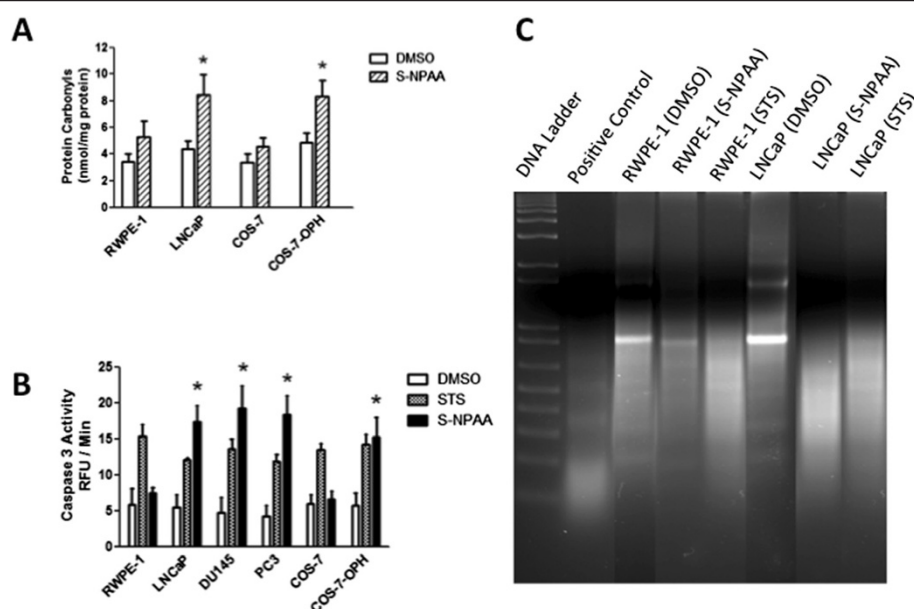 A
Protein Carbonyls
(nmol/mg protein)
12
10
8
6
4
2
0
*
*
DMSO
S-NPAA
RWPE-1
LNCaP
COS-7
COS-7-OPH
B
Caspase 3 Activity
RFU / Min
25
20
15
10
5
0
*
*
*
*
DMSO
STS
S-NPAA
RWPE-1
LNCaP
DU145
PC3
COS-7
COS-7-OPH
C
DNA Ladder
Positive Control
RWPE-1 (DMSO)
RWPE-1 (S-NPAA)
RWPE-1 (STS)
LNCaP (DMSO)
LNCaP (S-NPAA)
LNCaP (STS)